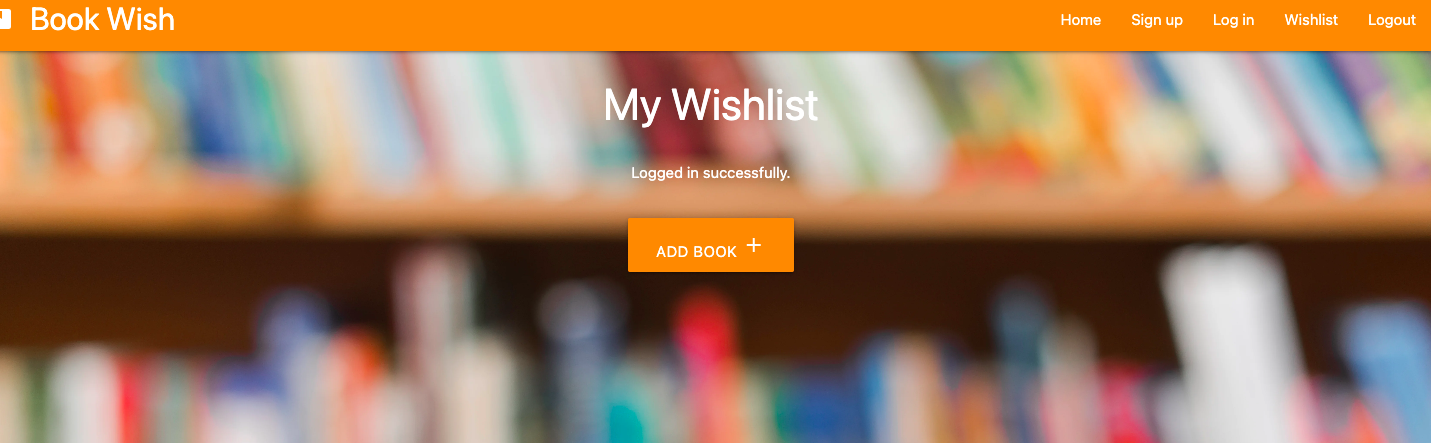 Book Wish
Home Sign up Log in Wishlist Logout
My Wishlist
Logged in successfully.
ADD BOOK +